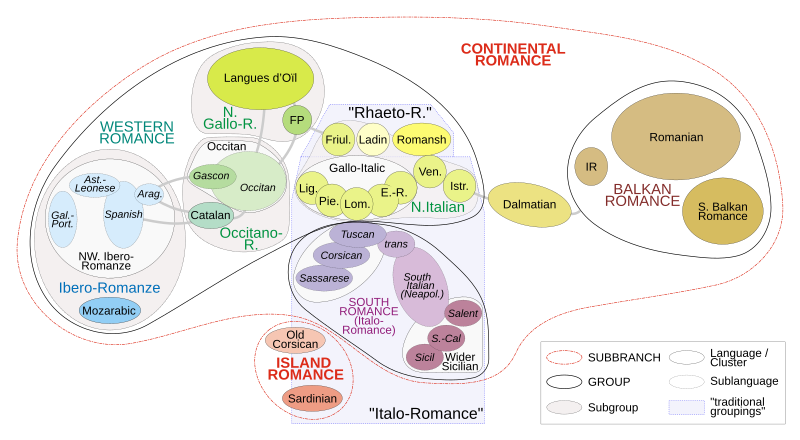 CONTINENTAL
ROMANCE
Langues d'Oïl
N.
Gallo-R.
FP
"Rhaeto-R."
WESTERN
ROMANCE
Occitan
Friul.
Ladin
Romansh
Romanian
IR
Gallo-Italic
Ven.
Gascon
Occitan
Ast.-
Leonese
Arag.
Lig.
Pie.
Lom.
E.-R.
Istr.
N.Italian
Dalmatian
BALKAN
ROMANCE
S. Balkan
Romance
Gal.-
Port.
Spanish
Catalan
Occitano-
R.
NW. Ibero-
Romanze
Ibero-Romanze
Mozarabic
Tuscan
trans
Corsican
Sassarese
South
Italian
(Neapol.)
SOUTH
ROMANCE
(Italo-
Romance)
Salent
S.-Cal
Sicil
Wider
Sicilian
Old
Corsican
ISLAND
ROMANCE
Sardinian
"Italo-Romance"
SUBBRANCH
GROUP
Subgroup
Language /
Cluster
Sublanguage
"traditional
groupings"